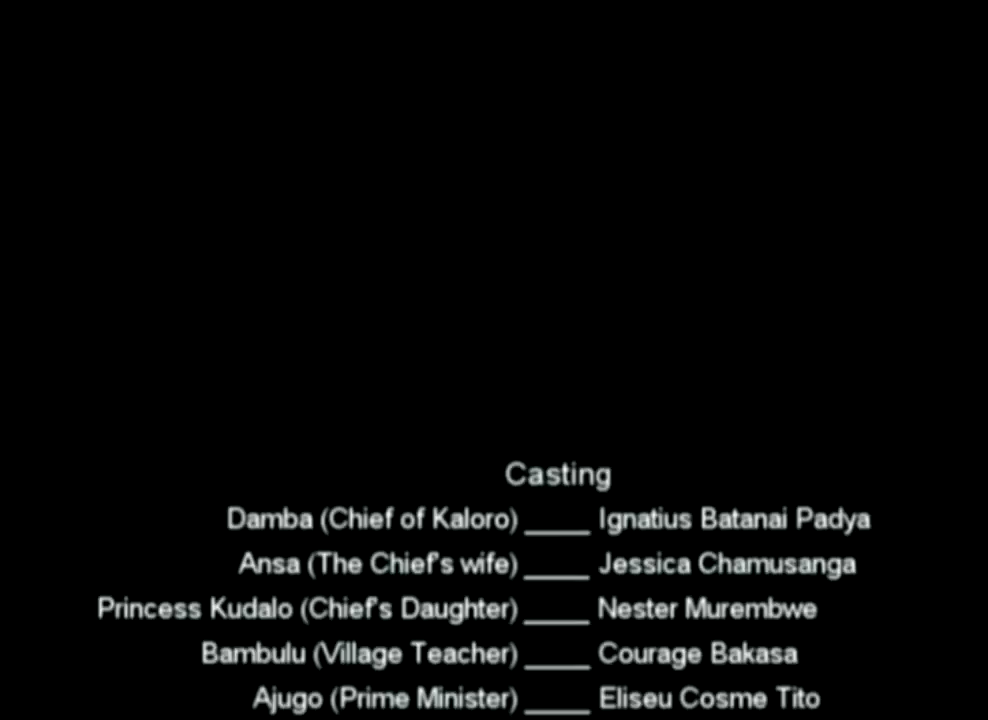 Casting
Damba (Chief of Kaloro) _____ Ignatius Batanai Padya
Ansa (The Chief's wife) _____ Jessica Chamusanga
Princess Kudalo (Chief's Daughter) _____ Nester Murembwe
Bambulu (Village Teacher) _____ Courage Bakasa
Ajugo (Prime Minister) _____ Eliseu Cosme Tito